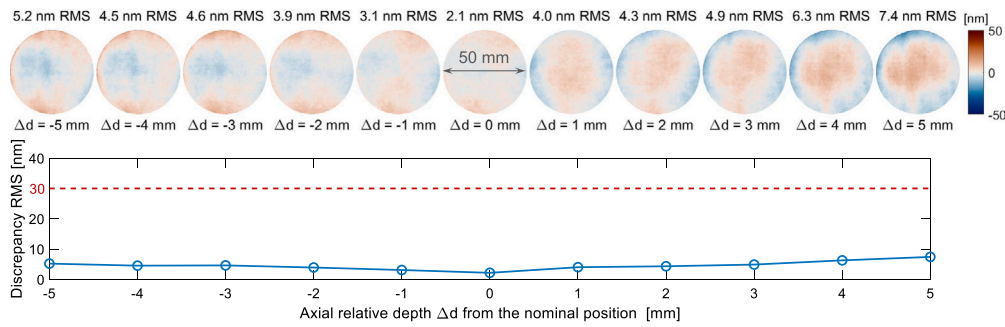 5.2 nm RMS 4.5 nm RMS 4.6 nm RMS 3.9 nm RMS 3.1 nm RMS 2.1 nm RMS 4.0 nm RMS 4.3 nm RMS 4.9 nm RMS 6.3 nm RMS 7.4 nm RMS [nm]
50
50 mm
0
-50
Δd = -5 mm Δd = -4 mm Δd = -3 mm Δd = -2 mm Δd = -1 mm Δd = 0 mm Δd = 1 mm Δd = 2 mm Δd = 3 mm Δd = 4 mm Δd = 5 mm
Discrepancy RMS [nm]
40
30
20
10
0
-5 -4 -3 -2 -1 0 1 2 3 4 5
Axial relative depth Δd from the nominal position [mm]